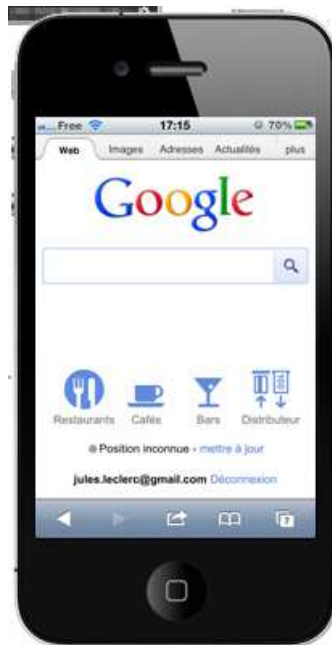 Free 17:15 70%
Web Images Adresses Actualités plus
Google
Restaurants Cafés Bars Distributeur
Position inconnue - mettre à jour
jules.leclerc@gmail.com Déconnexion
7